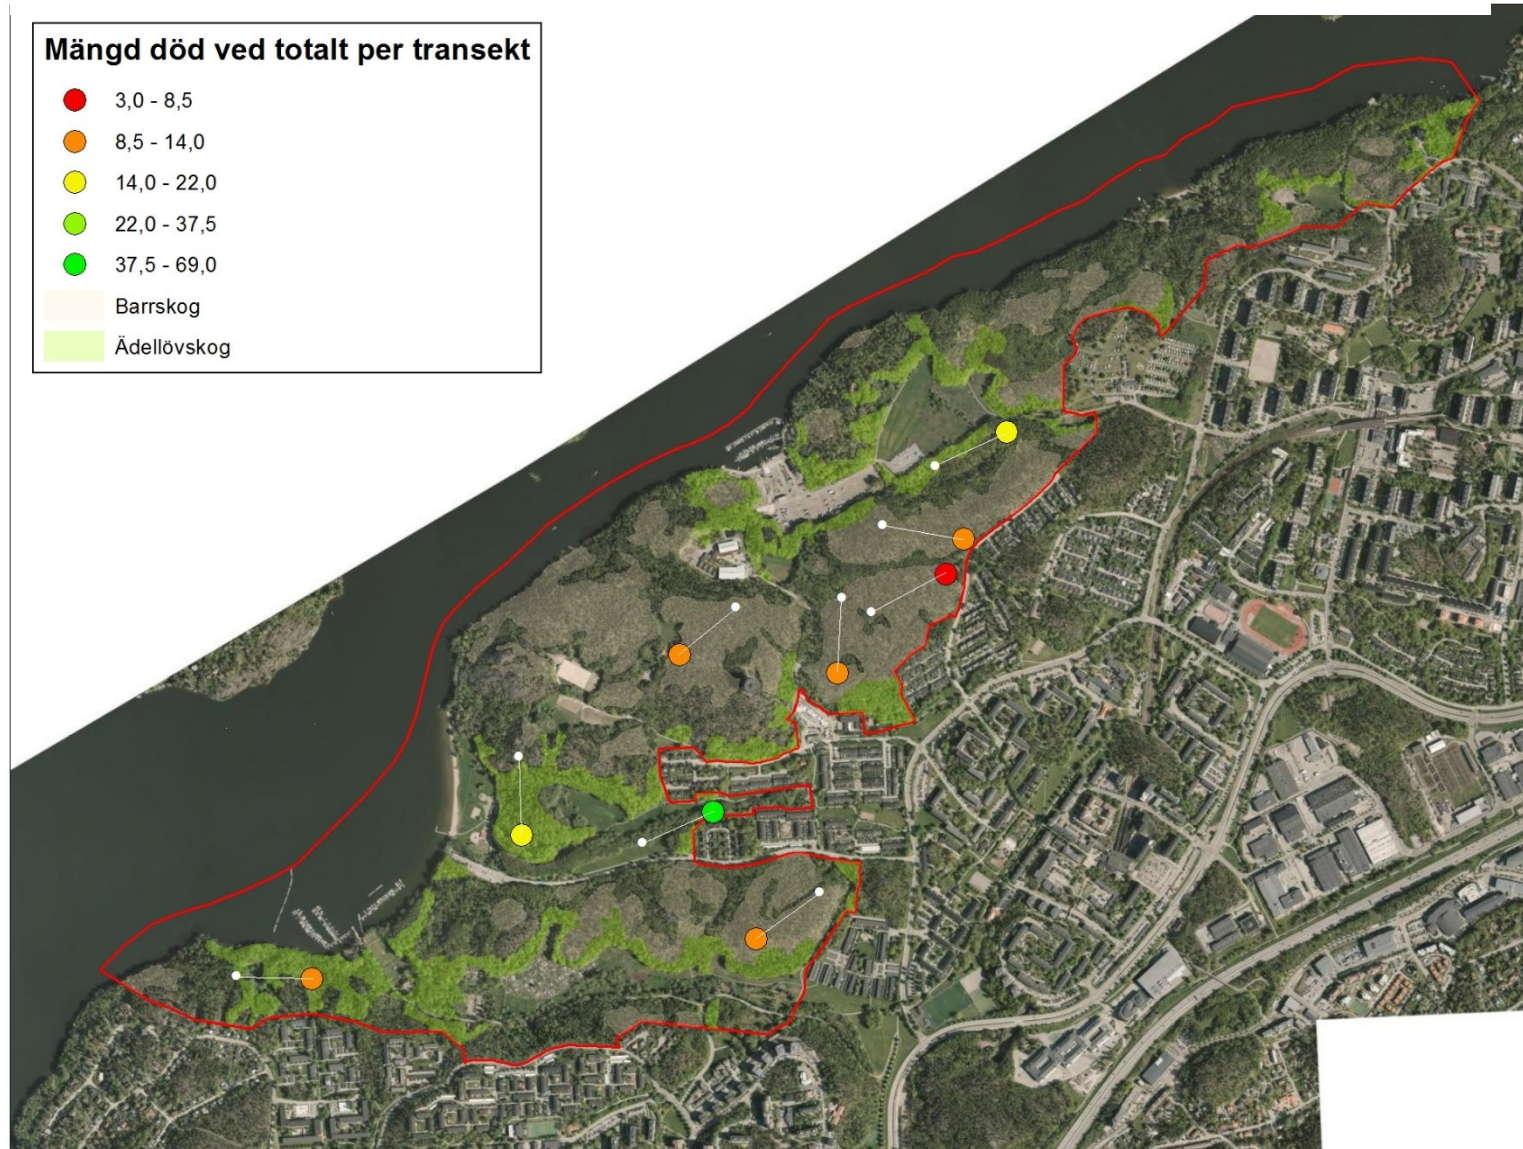 Mängd död ved totalt per transekt
3,0 - 8,5
8,5 - 14,0
14,0 - 22,0
22,0 - 37,5
37,5 - 69,0
Barrskog
Ädellövskog